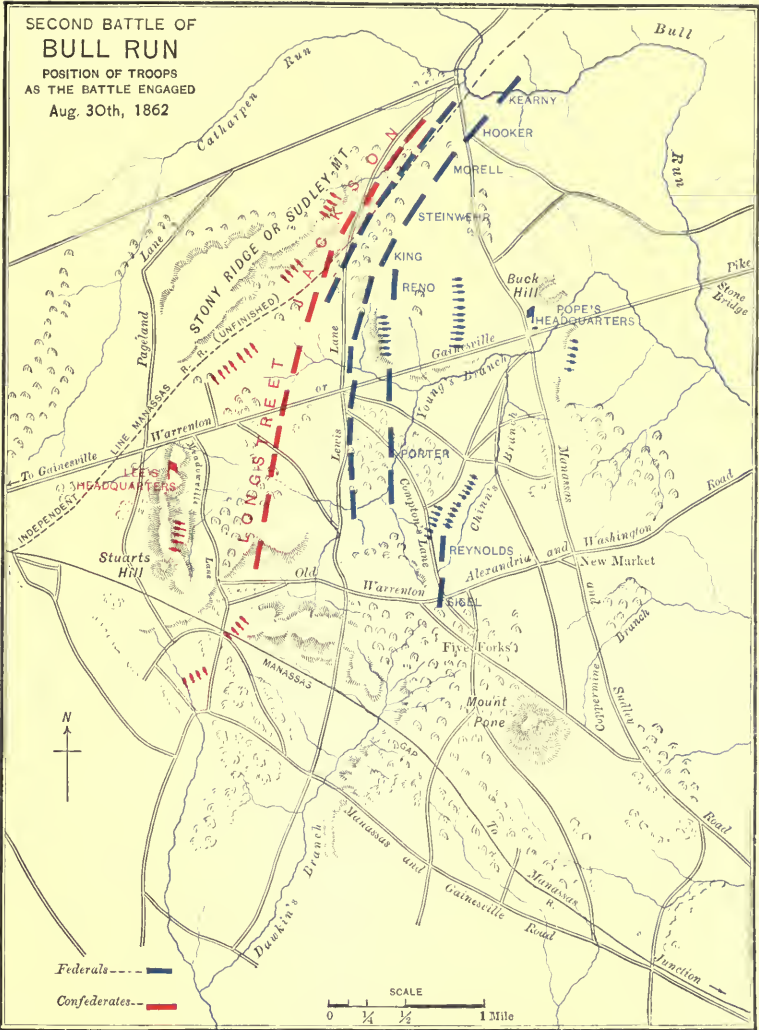 SECOND BATTLE OF
BULL RUN
POSITION OF TROOPS
AS THE BATTLE ENGAGED
Aug. 30th, 1862
Bull
Run
Catharpen Run
KEARNY
HOOKER
MORELL
STEINWEHR
KING
RENO
JACKSON
STONY RIDGE OR SUDLEY MT.
Pageland Lane
INDEPENDENT LINE MANASSAS R. R. (UNFINISHED)
Buck
Hill
POPE'S
HEADQUARTERS
Pike
Stone
Bridge
Warrenton or Gainesville
Young's Branch
Lewis Lane
LONGSTREET
To Gainesville
LEE'S
HEADQUARTERS
Meadowville Lane
PORTER
Compton's Lane
Chinn's Branch
Manassas and Sudley Road
REYNOLDS
SIGEL
Stuarts
Hill
Old Warrenton Alexandria and Washington Road
New Market
Five Forks
Coppermine Branch
MANASSAS GAP
Mount
Pone
N
To Manassas Junction
R.
Manassas and Gainesville Road
Dawkin's Branch
Federals
Confederates
SCALE
0 1/4 1/2 1 Mile